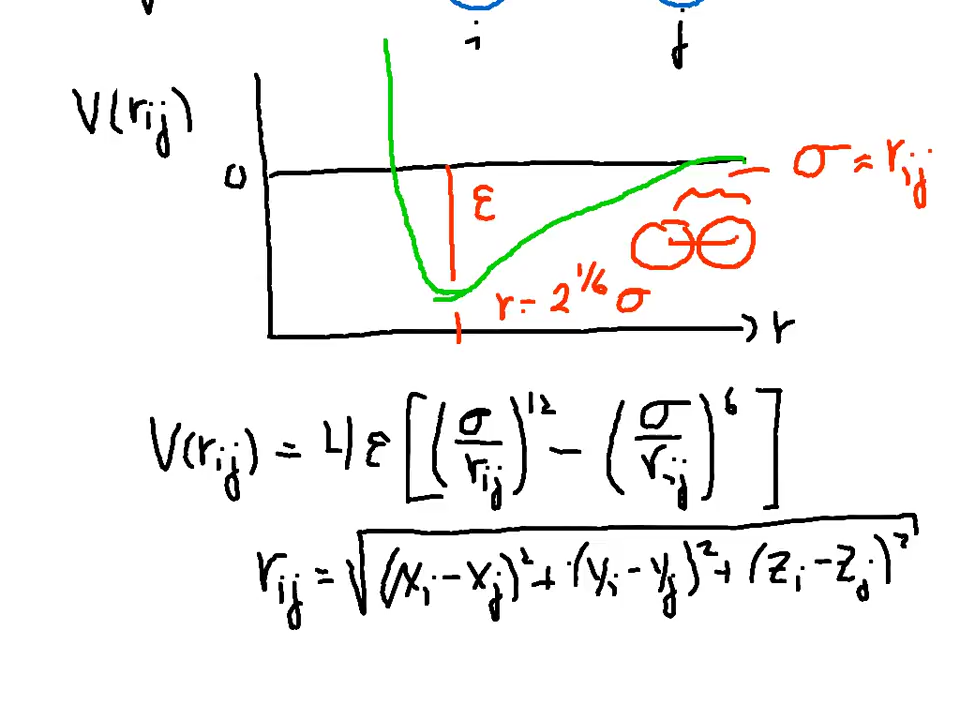 i j
V(rij)
0
ε
σ = rij
r = 2^1/6 σ
r
V(rij) = 4ε[(σ/rij)^12 − (σ/rij)^6]
rij = √((xi − xj)^2 + (yi − yj)^2 + (zi − zj)^2)